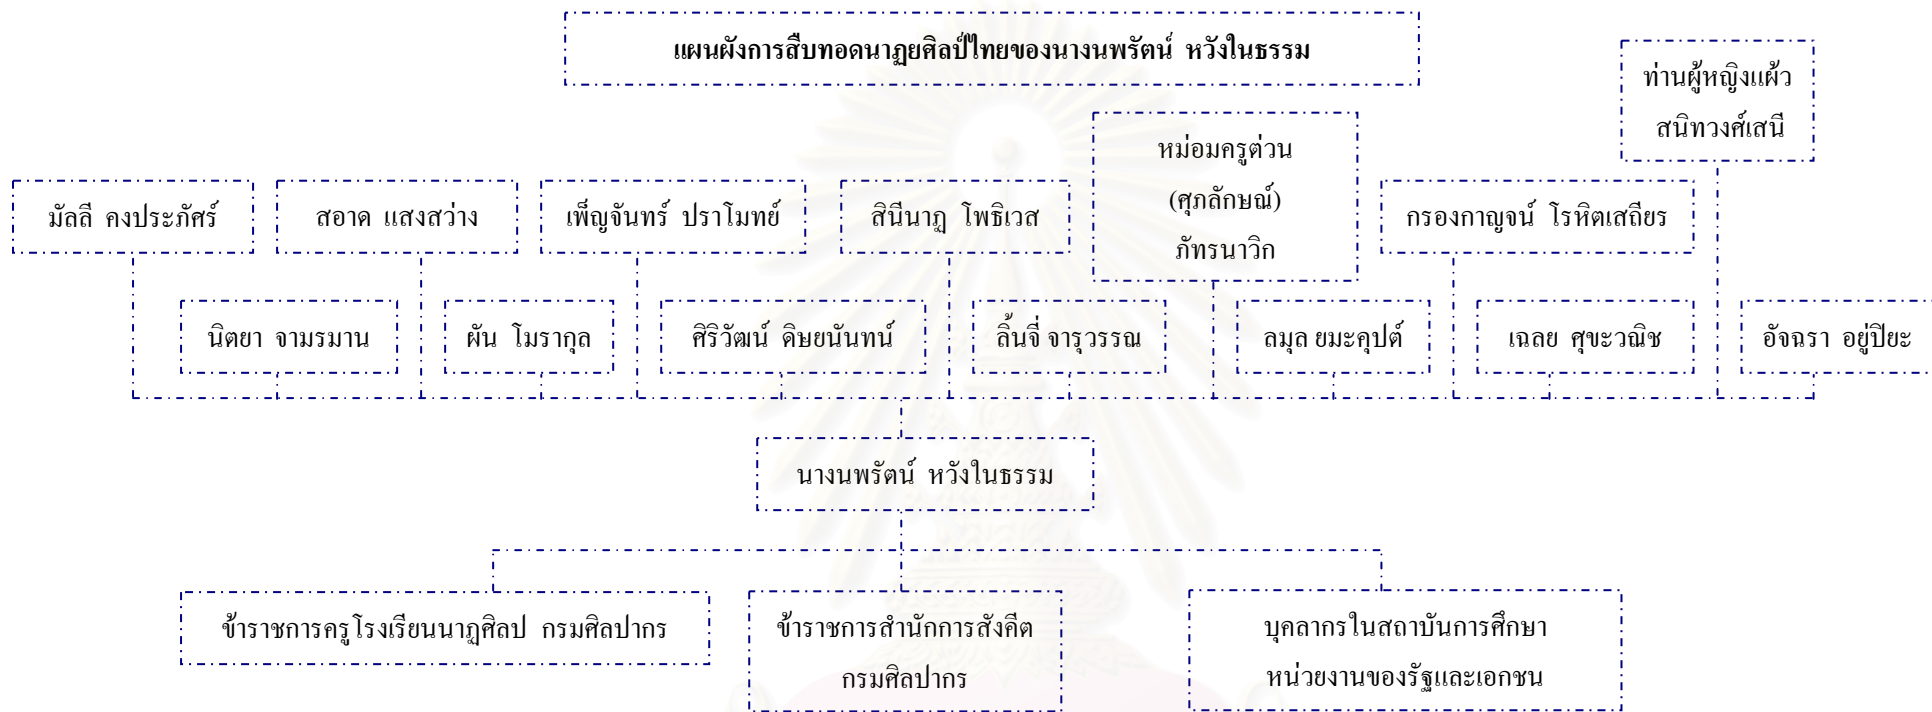 แผนผังการสืบทอดนาฏยศิลป์ไทยของนางนพรัตน์ หวังในธรรม
ท่านผู้หญิงแผ้ว
สนิทวงศ์เสนี
หม่อมครูต่วน
(ศุภลักษณ์)
ภัทรนาวิก
มัลลี คงประภัศร์
สอาด แสงสว่าง
เพ็ญจันทร์ ปราโมทย์
สินีนาฏ โพธิเวส
กรองกาญจน์ โรหิตเสถียร
นิตยา จามรมาน
ผัน โมรากุล
ศิริวัฒน์ ดิษยนันทน์
ลิ้นจี่ จารุวรรณ
ลมุล ยมะคุปต์
เฉลย ศุขะวณิช
อัจฉรา อยู่ปิยะ
นางนพรัตน์ หวังในธรรม
ข้าราชการครูโรงเรียนนาฏศิลป กรมศิลปากร
ข้าราชการสำนักการสังคีต
กรมศิลปากร
บุคลากรในสถาบันการศึกษา
หน่วยงานของรัฐและเอกชน